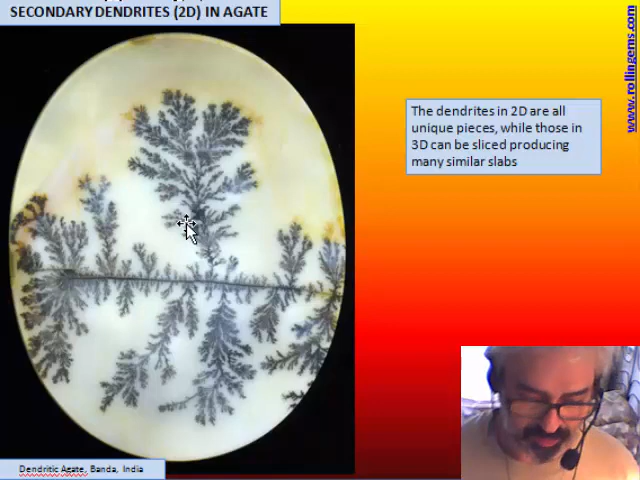 SECONDARY DENDRITES (2D) IN AGATE
www.rollingems.com
The dendrites in 2D are all
unique pieces, while those in
3D can be sliced producing
many similar slabs
Dendritic Agate, Banda, India